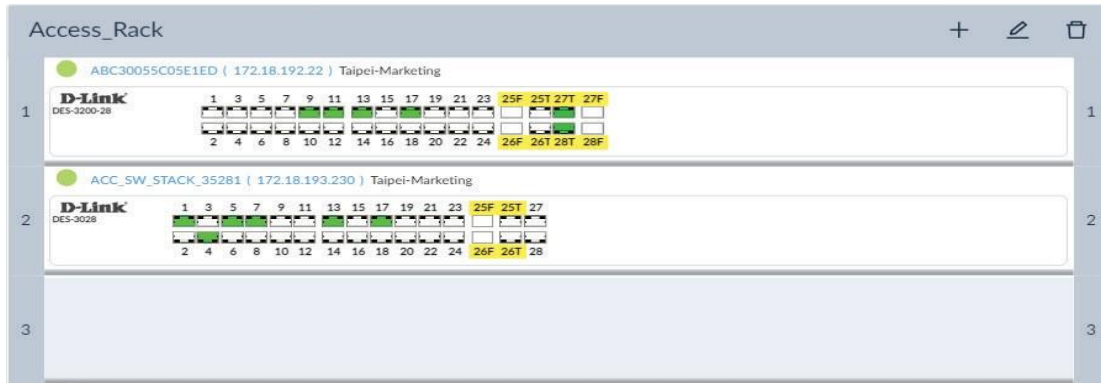 Access_Rack
ABC30055C05E1ED ( 172.18.192.22 ) Taipei-Marketing
1
D-Link
DES-3200-28
1 3 5 7 9 11 13 15 17 19 21 23 25F 25T 27T 27F
2 4 6 8 10 12 14 16 18 20 22 24 26F 26T 28T 28F
1
ACC_SW_STACK_35281 ( 172.18.193.230 ) Taipei-Marketing
2
D-Link
DES-3028
1 3 5 7 9 11 13 15 17 19 21 23 25F 25T 27
2 4 6 8 10 12 14 16 18 20 22 24 26F 26T 28
2
3
3